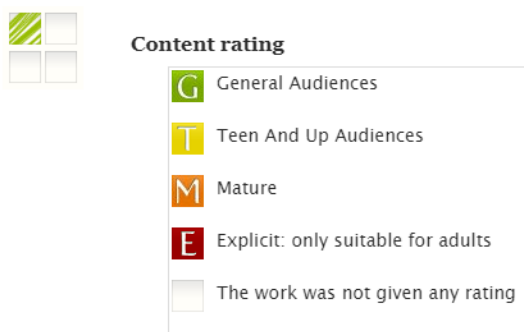 Content rating
G General Audiences
T Teen And Up Audiences
M Mature
E Explicit: only suitable for adults
The work was not given any rating